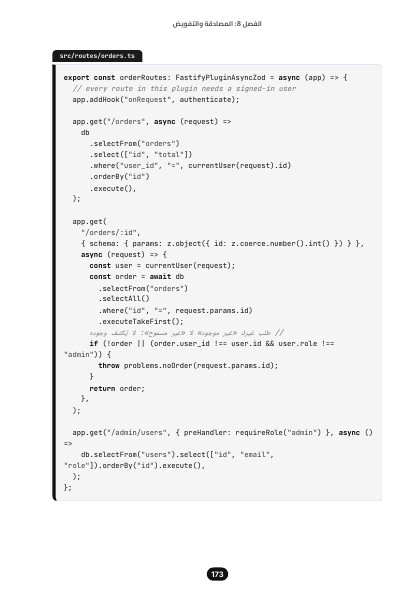 الفصل 8: المصادقة والتفويض
src/routes/orders.ts
export const orderRoutes: FastifyPluginAsyncZod = async (app) => {
  // every route in this plugin needs a signed-in user
  app.addHook("onRequest", authenticate);

  app.get("/orders", async (request) =>
    db
      .selectFrom("orders")
      .select(["id", "total"])
      .where("user_id", "=", currentUser(request).id)
      .orderBy("id")
      .execute(),
  );

  app.get(
    "/orders/:id",
    { schema: { params: z.object({ id: z.coerce.number().int() }) } },
    async (request) => {
      const user = currentUser(request);
      const order = await db
        .selectFrom("orders")
        .selectAll()
        .where("id", "=", request.params.id)
        .executeTakeFirst();
      // طلب غيرك «غير موجود» لا «غير مسموح»: لا يُكشف وجوده
      if (!order || (order.user_id !== user.id && user.role !==
"admin")) {
        throw problems.noOrder(request.params.id);
      }
      return order;
    },
  );

  app.get("/admin/users", { preHandler: requireRole("admin") }, async ()
=>
    db.selectFrom("users").select(["id", "email",
"role"]).orderBy("id").execute(),
  );
};
173